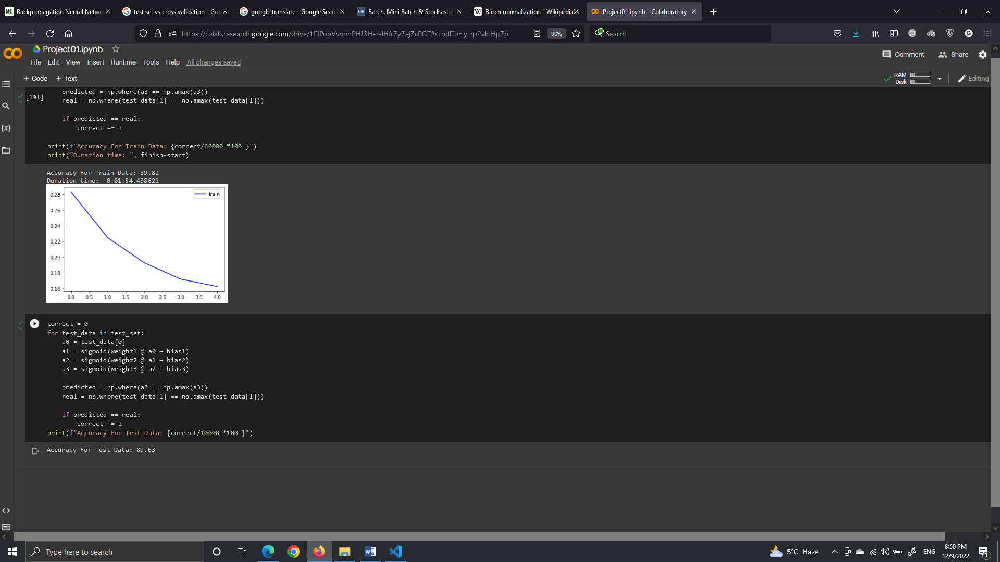 Backpropagation Neural Netwo
test set vs cross validation - Goo
google translate - Google Searc
tds Batch, Mini Batch & Stochastic
W Batch normalization - Wikipedia
Project01.ipynb - Colaboratory
https://colab.research.google.com/drive/1FIPopVvvbnPHJ3H-r-IHfr7y7ej7cPOT#scrollTo=y_rp2vIoHp7p
90%
Search
Project01.ipynb
Comment
Share
File Edit View Insert Runtime Tools Help All changes saved
+ Code + Text
RAM
Disk
Editing
[191]
5s
predicted = np.where(a3 == np.amax(a3))
real = np.where(test_data[1] == np.amax(test_data[1]))
if predicted == real:
correct += 1
print(f"Accuracy For Train Data: {correct/60000 *100 }")
print("Duration time: ", finish-start)
Accuracy For Train Data: 89.82
Duration time:  0:01:54.438621
train
0.28
0.26
0.24
0.22
0.20
0.18
0.16
0.0 0.5 1.0 1.5 2.0 2.5 3.0 3.5 4.0
1s
correct = 0
for test_data in test_set:
a0 = test_data[0]
a1 = sigmoid(weight1 @ a0 + bias1)
a2 = sigmoid(weight2 @ a1 + bias2)
a3 = sigmoid(weight3 @ a2 + bias3)
predicted = np.where(a3 == np.amax(a3))
real = np.where(test_data[1] == np.amax(test_data[1]))
if predicted == real:
correct += 1
print(f"Accuracy For Test Data: {correct/10000 *100 }")
Accuracy For Test Data: 89.63
Type here to search
5°C Haze
ENG
8:50 PM
12/9/2022
1